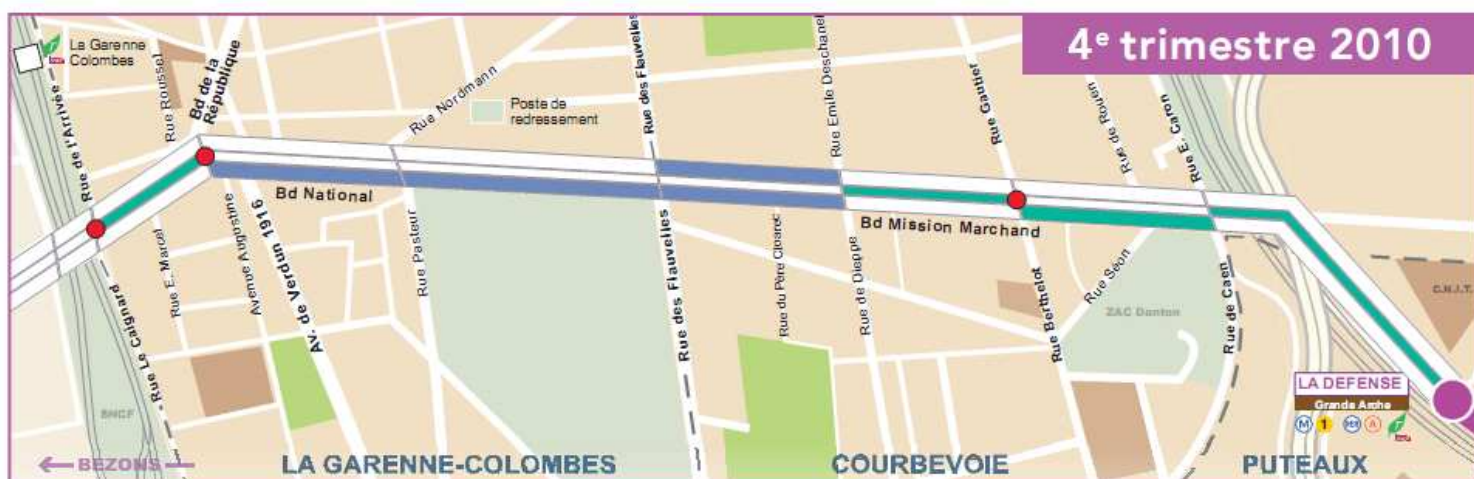 4e trimestre 2010
La Garenne
Colombes
Rue de l'Arrivée
Rue Roussel
Bd de la
République
Rue Nordmann
Poste de
redressement
Rue des Flauvelles
Rue Emile Deschanel
Rue Gautier
Rue de Rouen
Rue E. Caron
Bd National
Bd Mission Marchand
Rue Le Caignard
Rue E. Marcel
Avenue Augustine
Av. de Verdun 1916
Rue Pasteur
Rue des Flauvelles
Rue du Père Cloarec
Rue de Dieppe
Rue Berthelot
Rue Séon
ZAC Danton
Rue de Caen
C.N.I.T.
SNCF
LA DEFENSE
Grande Arche
M 1 RER A T
← BEZONS
LA GARENNE-COLOMBES
COURBEVOIE
PUTEAUX